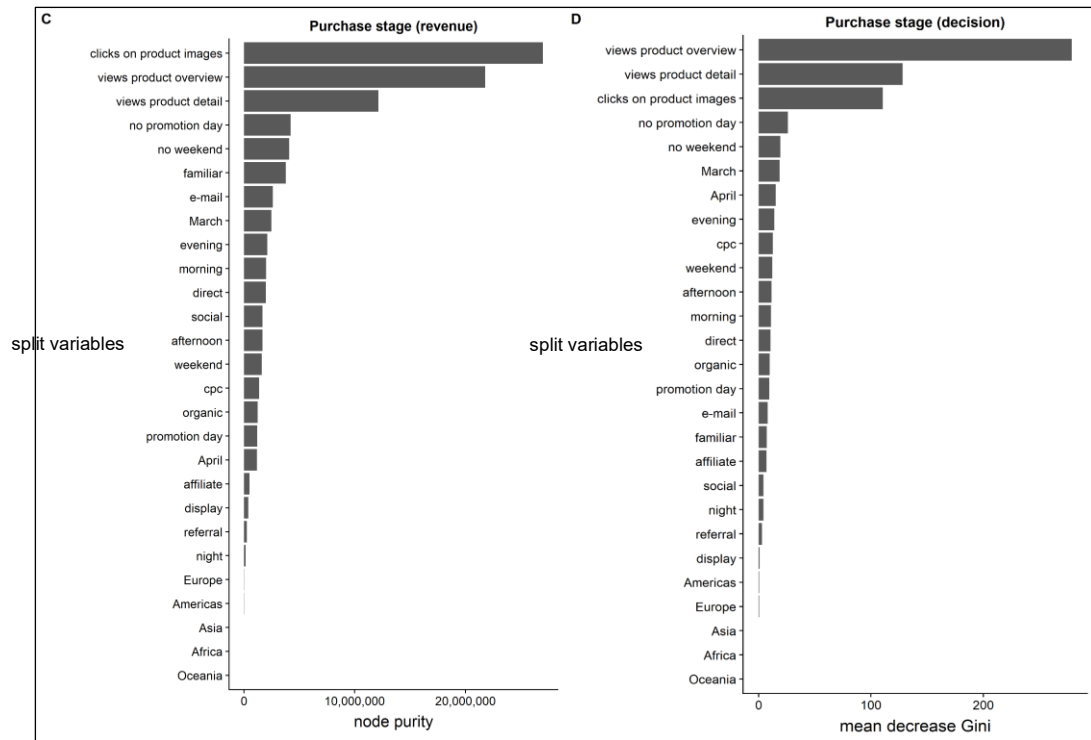 C
Purchase stage (revenue)
clicks on product images
views product overview
views product detail
no promotion day
no weekend
familiar
e-mail
March
evening
morning
direct
social
split variables
afternoon
weekend
cpc
organic
promotion day
April
affiliate
display
referral
night
Europe
Americas
Asia
Africa
Oceania
0
10,000,000
20,000,000
node purity
D
Purchase stage (decision)
views product overview
views product detail
clicks on product images
no promotion day
no weekend
March
April
evening
cpc
weekend
afternoon
morning
direct
split variables
organic
promotion day
e-mail
familiar
affiliate
social
night
referral
display
Americas
Europe
Asia
Africa
Oceania
0
100
200
mean decrease Gini